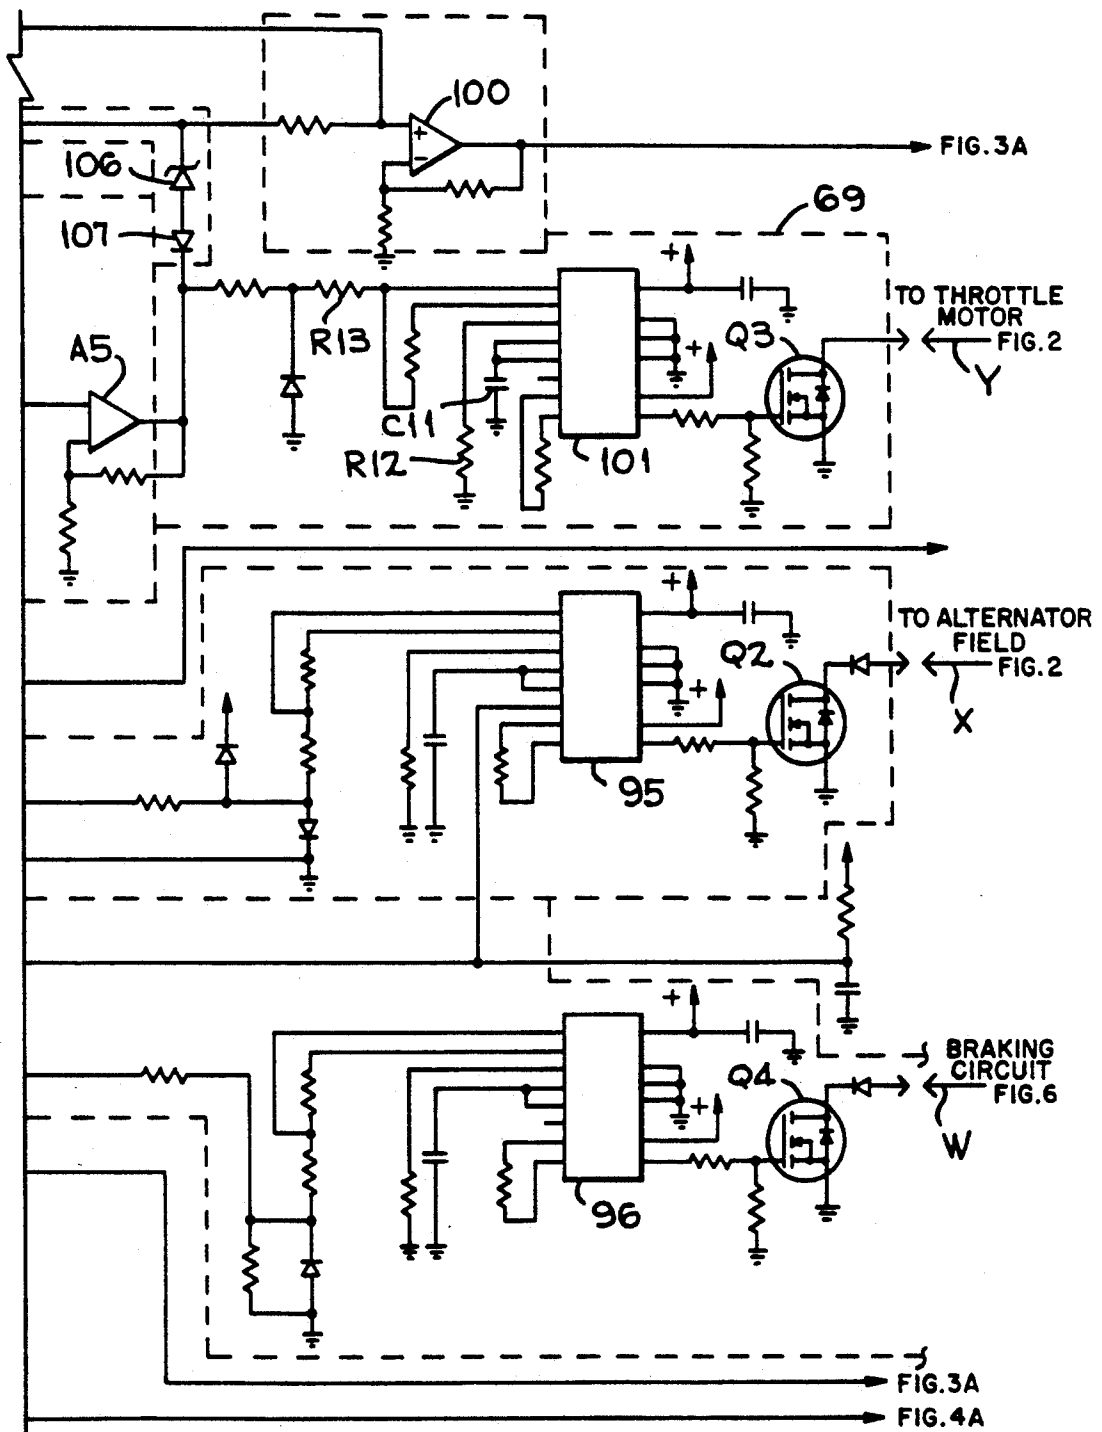 100
+
−
FIG.3A
106
107
69
+
TO THROTTLE
MOTOR
FIG.2
R13
Q3
+
Y
A5
C11
R12
101
+
TO ALTERNATOR
FIELD
FIG.2
Q2
+
X
95
+
BRAKING
CIRCUIT
FIG.6
Q4
+
W
96
FIG.3A
FIG.4A